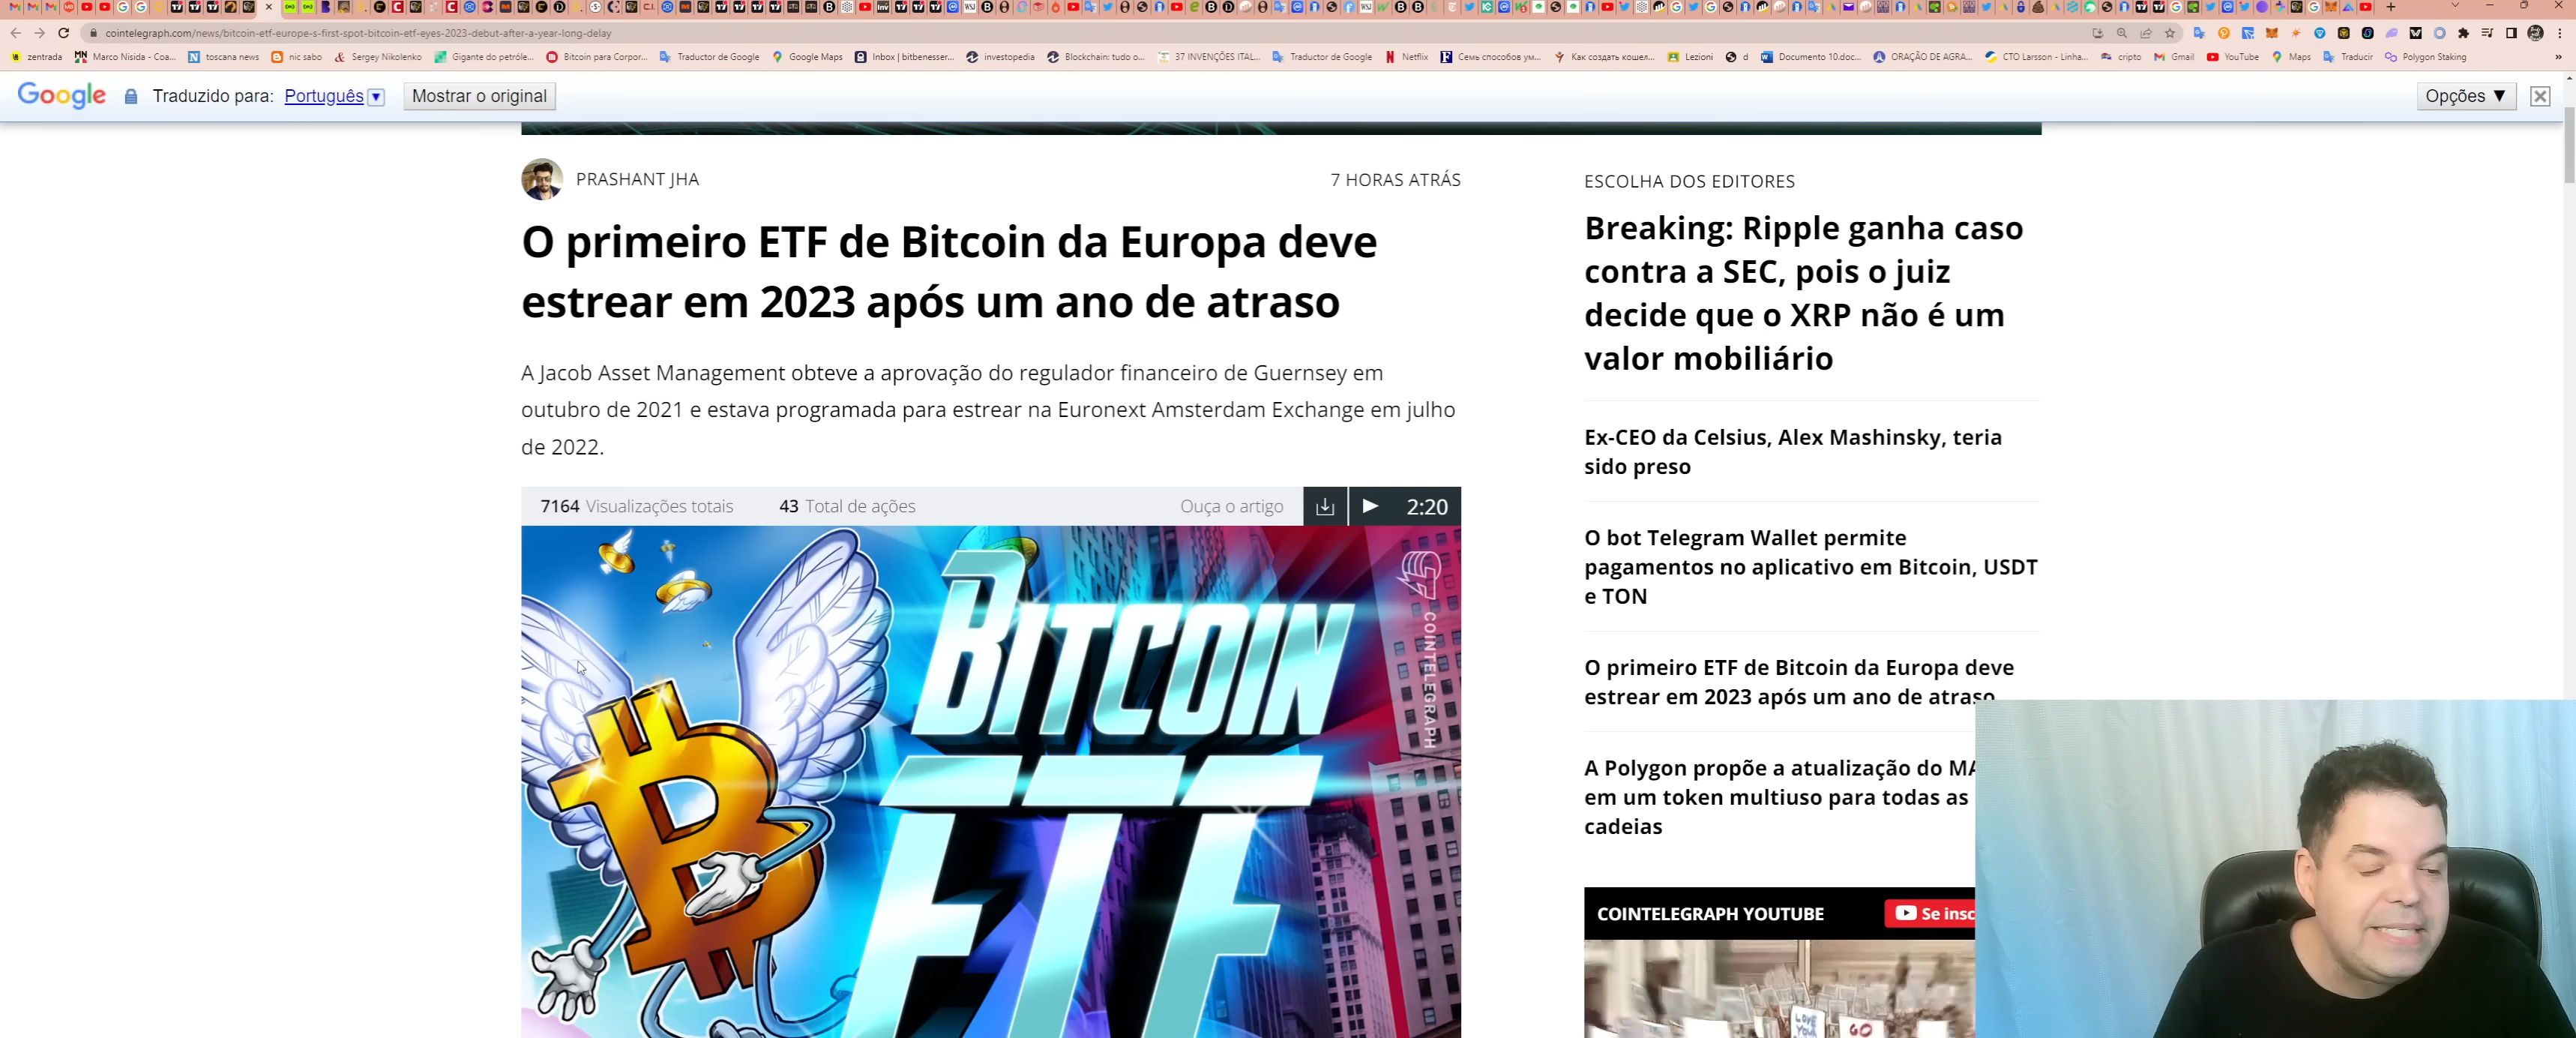 cointelegraph.com/news/bitcoin-etf-europe-s-first-spot-bitcoin-etf-eyes-2023-debut-after-a-year-long-delay
zentrada Marco Nisida - Coa... toscana news nic sabo Sergey Nikolenko Gigante do petróle... Bitcoin para Corpor... Traductor de Google Google Maps Inbox | bitbenesser... investopedia Blockchain: tudo o... 37 INVENÇÕES ITAL... Traductor de Google Netflix Семь способов ум... Как создать кошел... Lezioni d Documento 10.doc... ORAÇÃO DE AGRA... CTO Larsson - Linha... cripto Gmail YouTube Maps Traducir Polygon Staking »
Google Traduzido para: Português Mostrar o original Opções ▼
PRASHANT JHA 7 HORAS ATRÁS
O primeiro ETF de Bitcoin da Europa deve
estrear em 2023 após um ano de atraso
A Jacob Asset Management obteve a aprovação do regulador financeiro de Guernsey em
outubro de 2021 e estava programada para estrear na Euronext Amsterdam Exchange em julho
de 2022.
7164 Visualizações totais 43 Total de ações Ouça o artigo 2:20
BITCOIN
ETF
COINTELEGRAPH
ESCOLHA DOS EDITORES
Breaking: Ripple ganha caso
contra a SEC, pois o juiz
decide que o XRP não é um
valor mobiliário
Ex-CEO da Celsius, Alex Mashinsky, teria
sido preso
O bot Telegram Wallet permite
pagamentos no aplicativo em Bitcoin, USDT
e TON
O primeiro ETF de Bitcoin da Europa deve
estrear em 2023 após um ano de atraso
A Polygon propõe a atualização do MA
em um token multiuso para todas as
cadeias
COINTELEGRAPH YOUTUBE Se insc
LOVE
YOU
GO